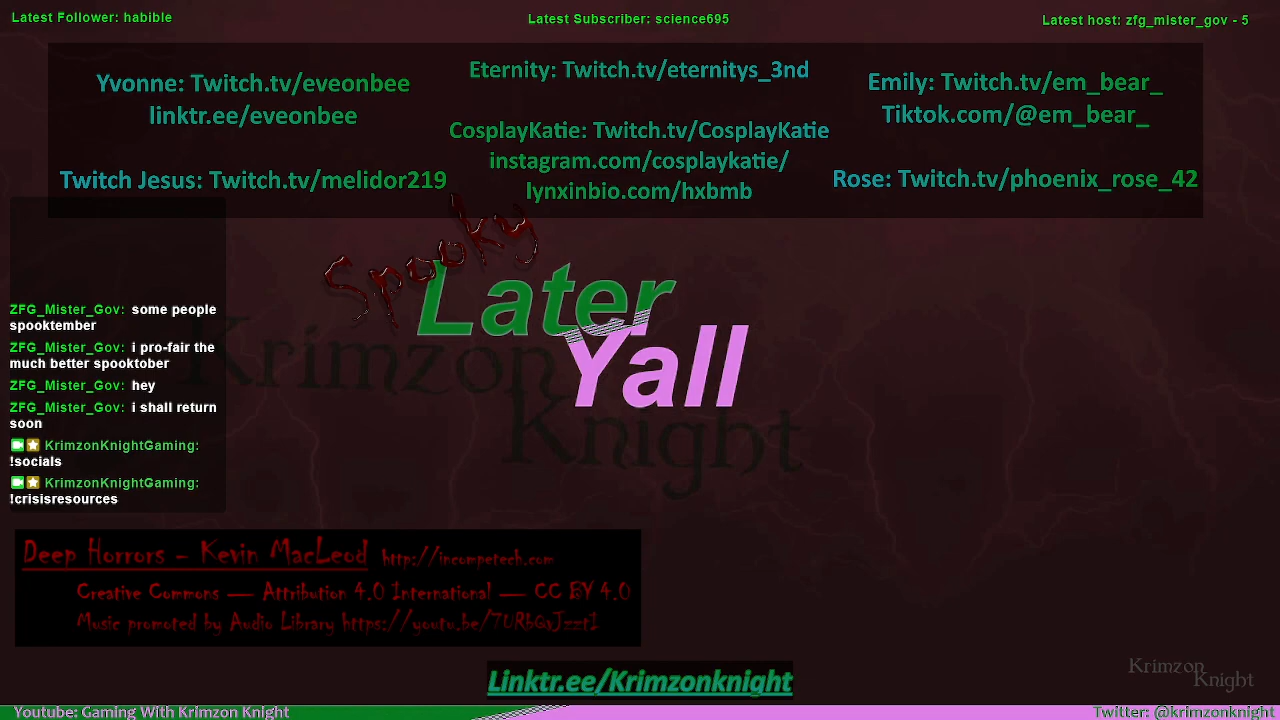 Latest Follower: habible
Latest Subscriber: science695
Latest host: zfg_mister_gov - 5
Yvonne: Twitch.tv/eveonbee
linktr.ee/eveonbee
Eternity: Twitch.tv/eternitys_3nd
Emily: Twitch.tv/em_bear_
Tiktok.com/@em_bear_
CosplayKatie: Twitch.tv/CosplayKatie
instagram.com/cosplaykatie/
lynxinbio.com/hxbmb
Twitch Jesus: Twitch.tv/melidor219
Rose: Twitch.tv/phoenix_rose_42
Spooky
Later
Yall
Krimzon
Knight
ZFG_Mister_Gov: some people
spooktember
ZFG_Mister_Gov: i pro-fair the
much better spooktober
ZFG_Mister_Gov: hey
ZFG_Mister_Gov: i shall return
soon
KrimzonKnightGaming:
!socials
KrimzonKnightGaming:
!crisisresources
Deep Horrors - Kevin MacLeod http://incompetech.com
Creative Commons — Attribution 4.0 International — CC BY 4.0
Music promoted by Audio Library
Linktr.ee/Krimzonknight
Krimzon
Knight
Youtube: Gaming With Krimzon Knight
Twitter: @krimzonknight